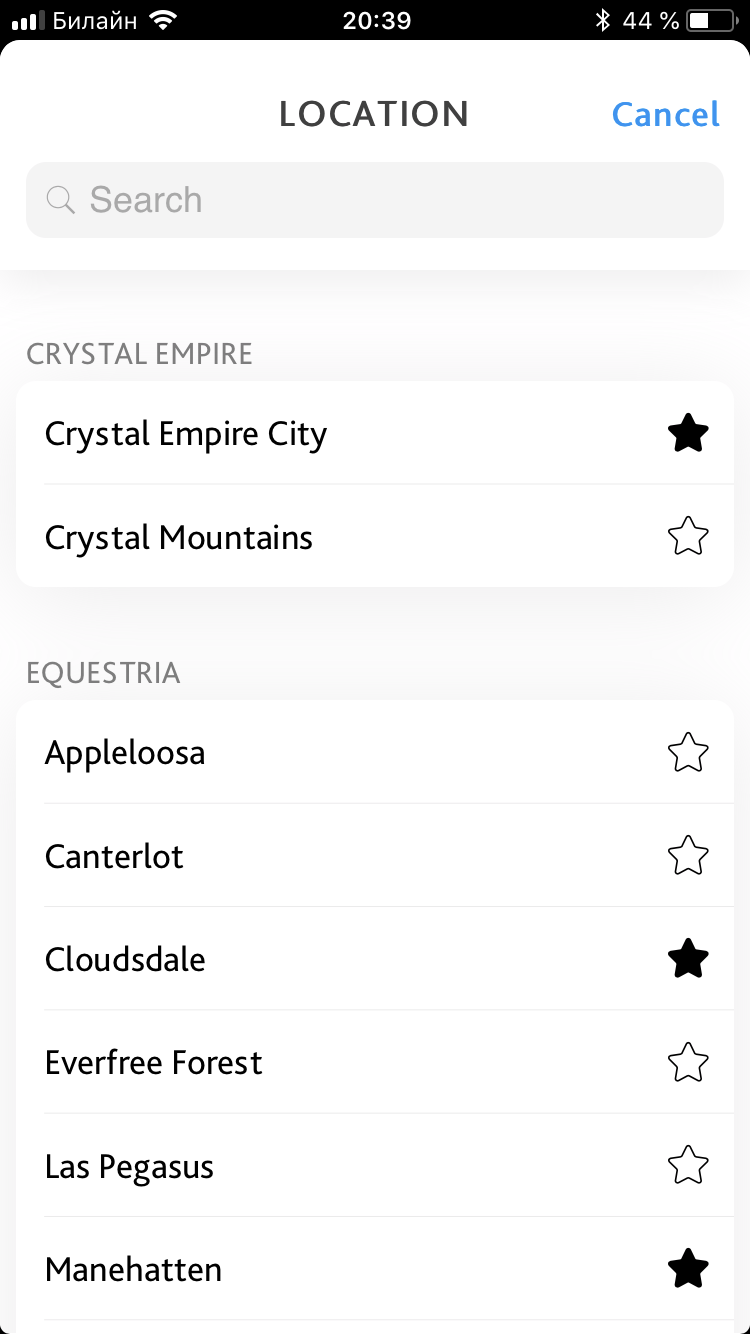 Билайн 20:39 44 %
LOCATION Cancel
Search
CRYSTAL EMPIRE
Crystal Empire City
Crystal Mountains
EQUESTRIA
Appleloosa
Canterlot
Cloudsdale
Everfree Forest
Las Pegasus
Manehatten